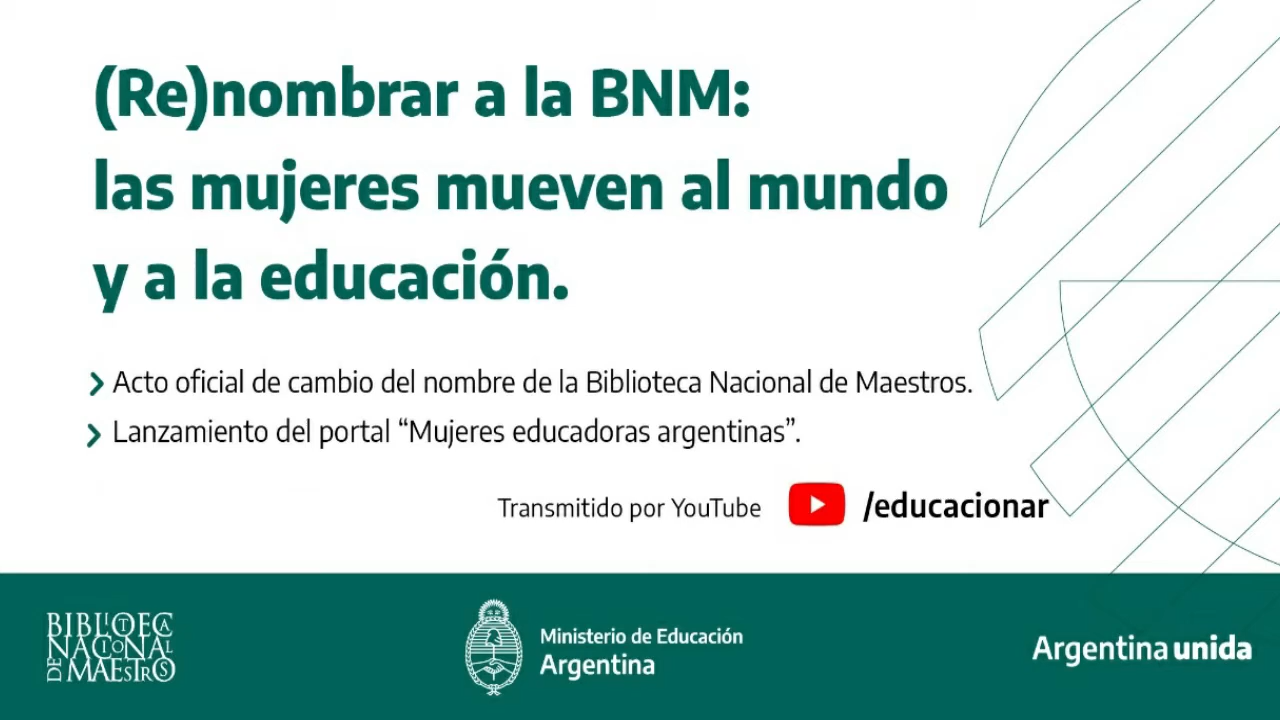 (Re)nombrar a la BNM:
las mujeres mueven al mundo
y a la educación.
Acto oficial de cambio del nombre de la Biblioteca Nacional de Maestros.
Lanzamiento del portal “Mujeres educadoras argentinas”.
Transmitido por YouTube /educacionar
BIBLIOTECA
NACIONAL
DE MAESTROS
Ministerio de Educación
Argentina
Argentina unida